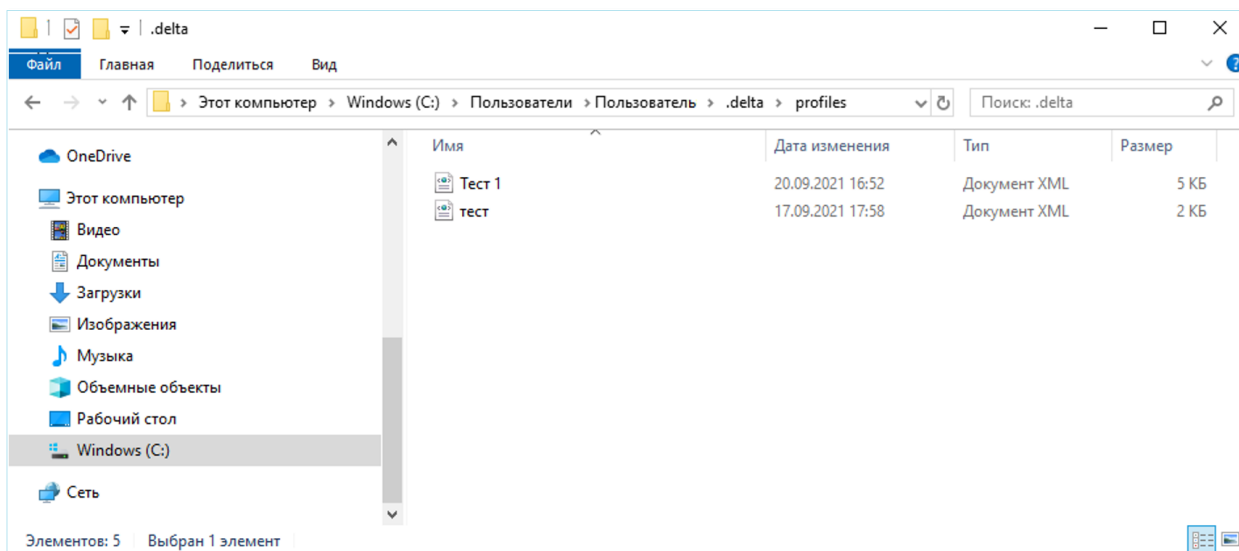 .delta
Файл Главная Поделиться Вид
Этот компьютер Windows (C:) Пользователи Пользователь .delta profiles Поиск: .delta
Имя Дата изменения Тип Размер
OneDrive
Этот компьютер
Видео
Документы
Загрузки
Изображения
Музыка
Объемные объекты
Рабочий стол
Windows (C:)
Сеть
Тест 1 20.09.2021 16:52 Документ XML 5 КБ
тест 17.09.2021 17:58 Документ XML 2 КБ
Элементов: 5 Выбран 1 элемент